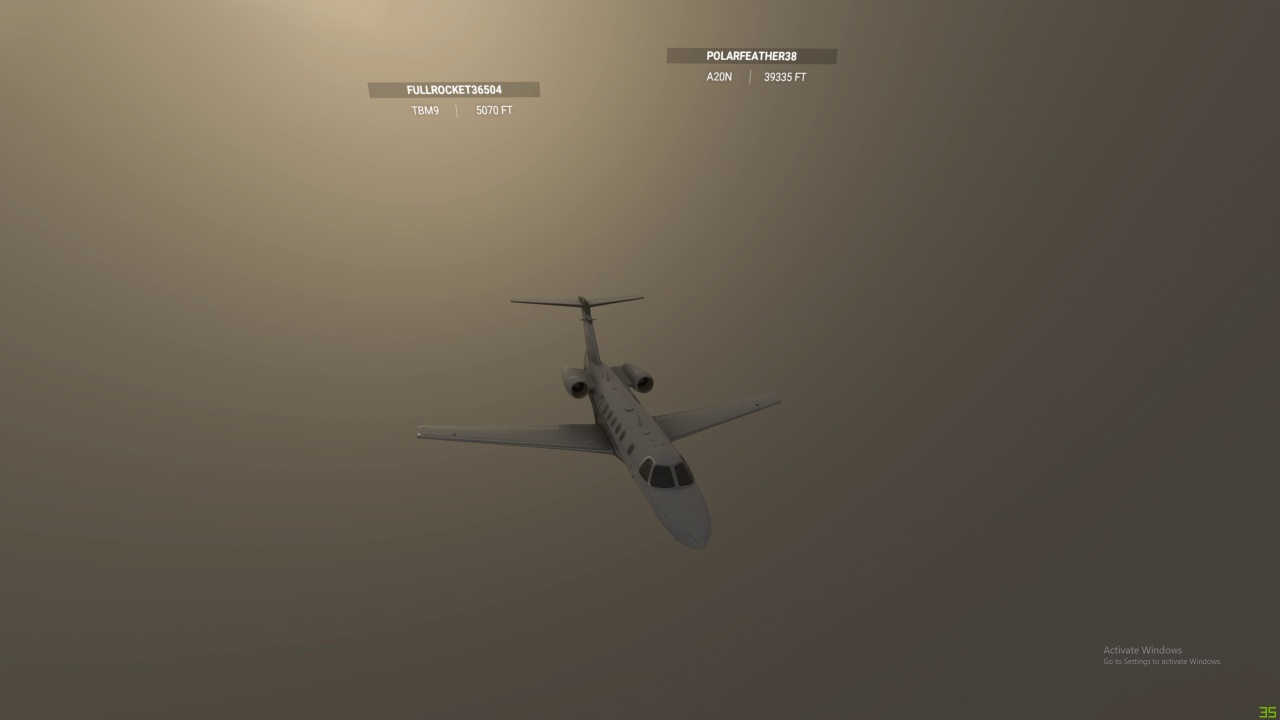 POLARFEATHER38
A20N | 39335 FT
FULLROCKET36504
TBM9 | 5070 FT
Activate Windows
Go to Settings to activate Windows.
35